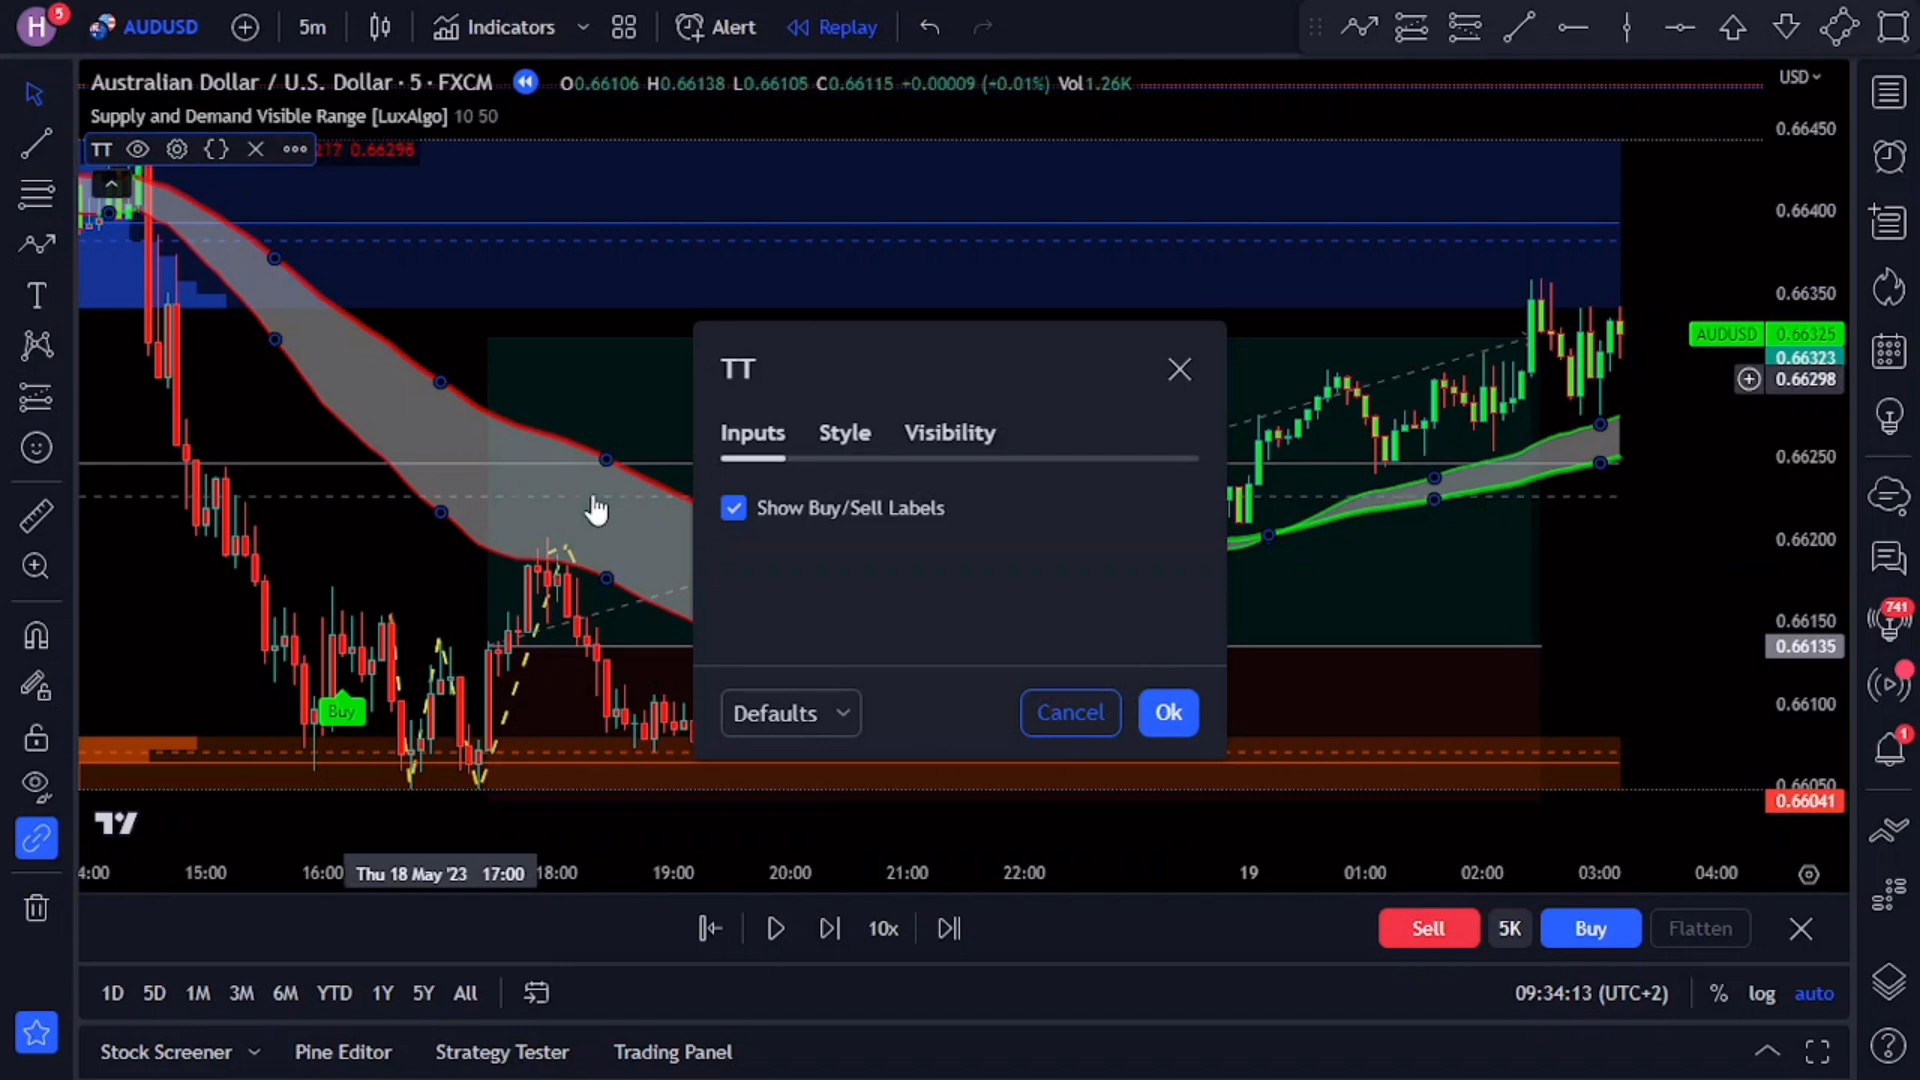 H 5 AUDUSD 5m Indicators Alert Replay
Australian Dollar / U.S. Dollar · 5 · FXCM O0.66106 H0.66138 L0.66105 C0.66115 +0.00009 (+0.01%) Vol1.26K USD
Supply and Demand Visible Range [LuxAlgo] 10 50
TT 217 0.66296
0.66450
0.66400
0.66350
AUDUSD 0.66325
0.66323
0.66298
0.66250
0.66200
0.66150
0.66135
0.66100
0.66050
0.66041
TT
Inputs Style Visibility
Show Buy/Sell Labels
Defaults Cancel Ok
Buy
741
1
4:00 15:00 16:00 Thu 18 May '23 17:00 18:00 19:00 20:00 21:00 22:00 19 01:00 02:00 03:00 04:00
10x Sell 5K Buy Flatten
1D 5D 1M 3M 6M YTD 1Y 5Y All 09:34:13 (UTC+2) % log auto
Stock Screener Pine Editor Strategy Tester Trading Panel